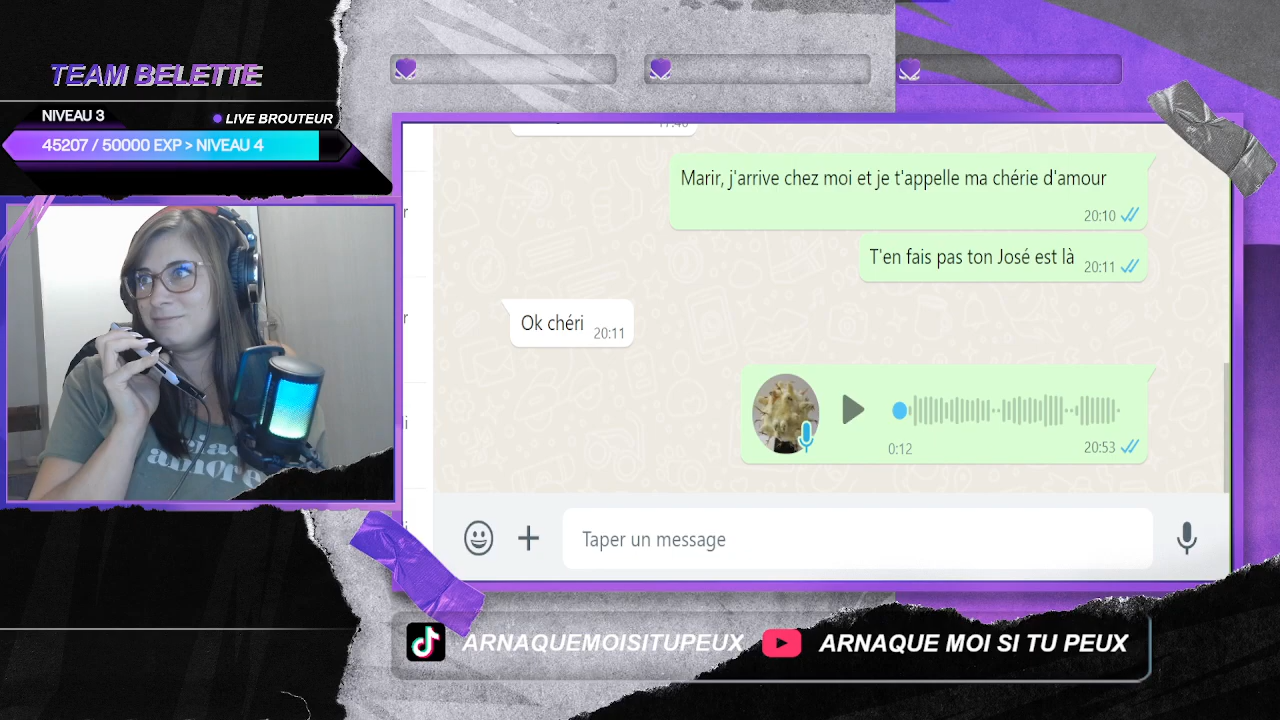 TEAM BELETTE
NIVEAU 3
LIVE BROUTEUR
45207 / 50000 EXP > NIVEAU 4
Marir, j'arrive chez moi et je t'appelle ma chérie d'amour
20:10
T'en fais pas ton José est là
20:11
Ok chéri
20:11
0:12
20:53
Taper un message
ARNAQUEMOISITUPEUX
ARNAQUE MOI SI TU PEUX